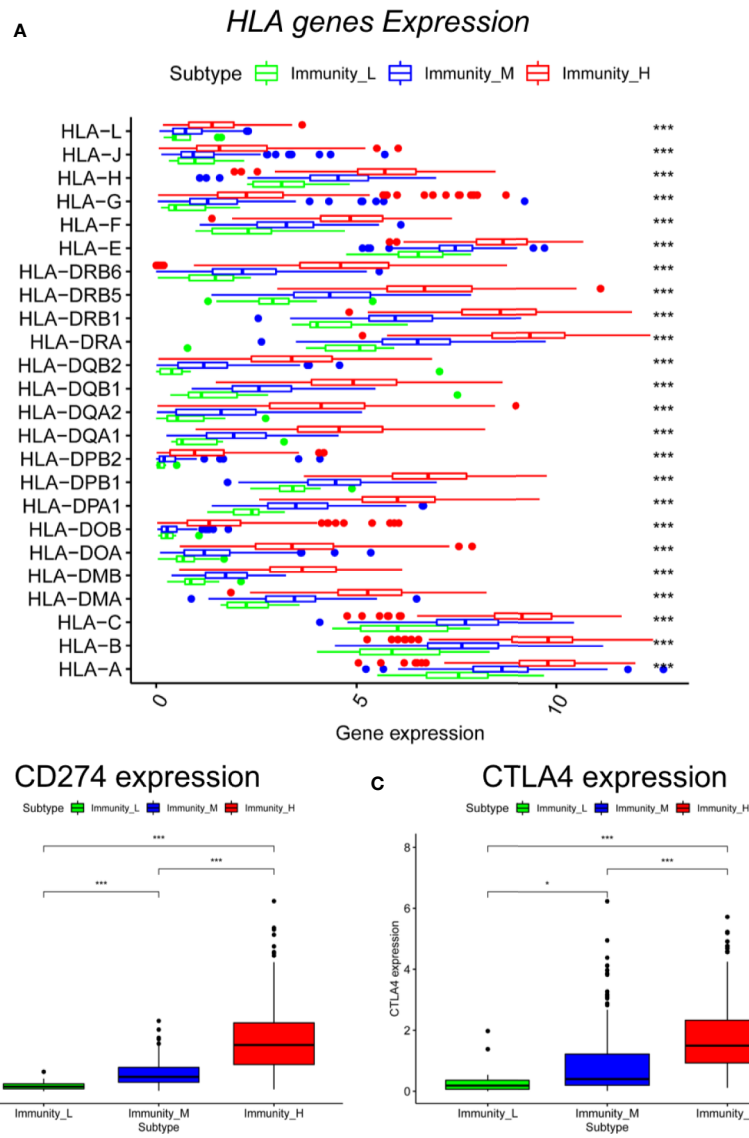 A
HLA genes Expression
Subtype Immunity_L Immunity_M Immunity_H
HLA−L ***
HLA−J ***
HLA−H ***
HLA−G ***
HLA−F ***
HLA−E ***
HLA−DRB6 ***
HLA−DRB5 ***
HLA−DRB1 ***
HLA−DRA ***
HLA−DQB2 ***
HLA−DQB1 ***
HLA−DQA2 ***
HLA−DQA1 ***
HLA−DPB2 ***
HLA−DPB1 ***
HLA−DPA1 ***
HLA−DOB ***
HLA−DOA ***
HLA−DMB ***
HLA−DMA ***
HLA−C ***
HLA−B ***
HLA−A ***
0 5 10
Gene expression
CD274 expression
Subtype Immunity_L Immunity_M Immunity_H
***
***
***
Immunity_L Immunity_M Immunity_H
Subtype
C
CTLA4 expression
Subtype Immunity_L Immunity_M Immunity_H
8
6
4
2
0
CTLA4 expression
***
***
*
Immunity_L Immunity_M
Subtype